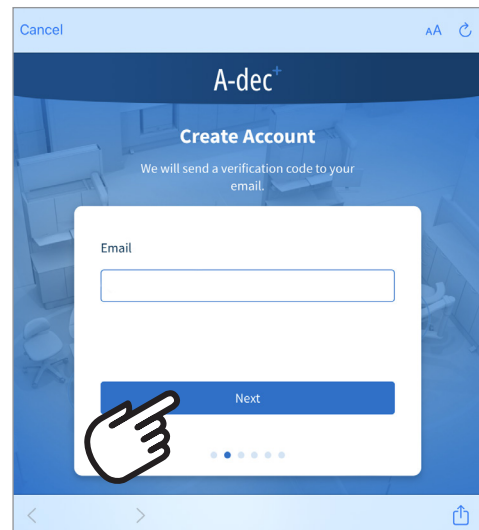 Cancel
AA
A-dec+
Create Account
We will send a verification code to your
email.
Email
Next